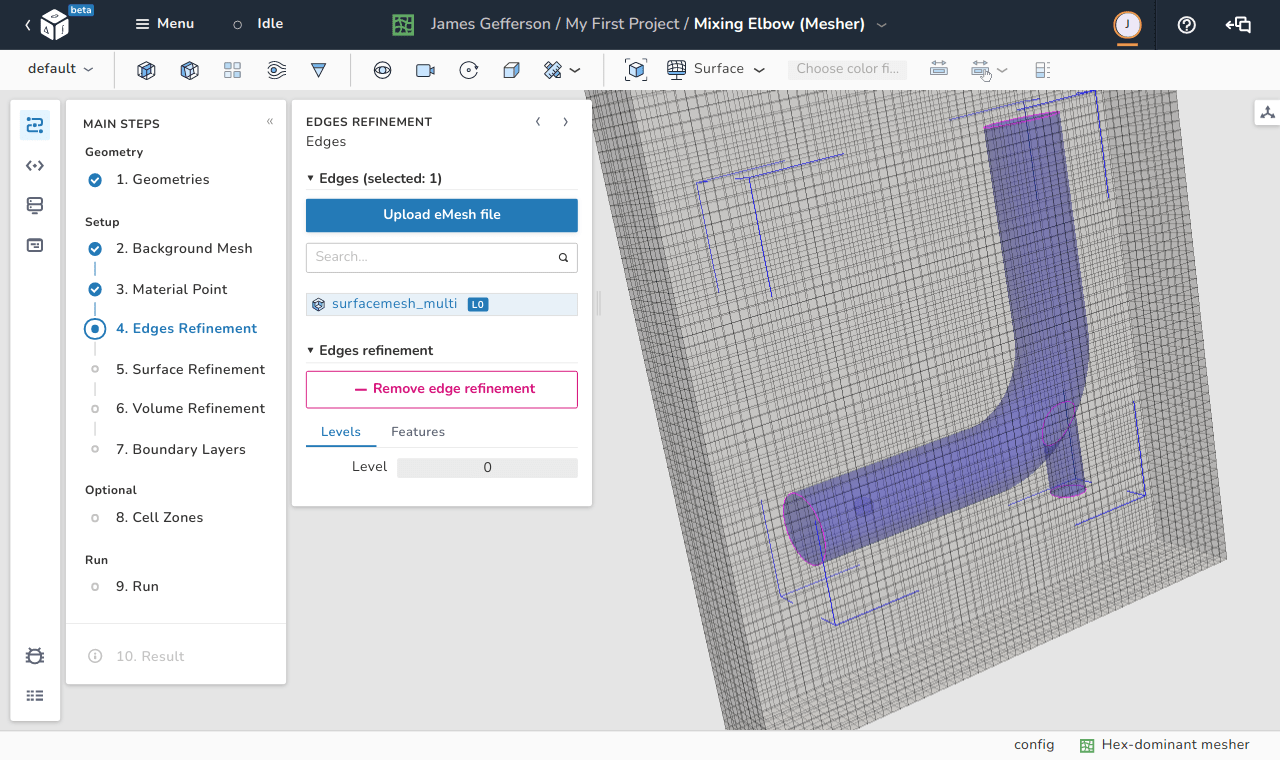 beta
Menu
Idle
James Gefferson / My First Project / Mixing Elbow (Mesher)
J
default
Surface
Choose color fi...
MAIN STEPS
Geometry
1. Geometries
Setup
2. Background Mesh
3. Material Point
4. Edges Refinement
5. Surface Refinement
6. Volume Refinement
7. Boundary Layers
Optional
8. Cell Zones
Run
9. Run
10. Result
EDGES REFINEMENT
Edges
Edges (selected: 1)
Upload eMesh file
Search...
surfacemesh_multi L0
Edges refinement
Remove edge refinement
Levels Features
Level 0
config
Hex-dominant mesher